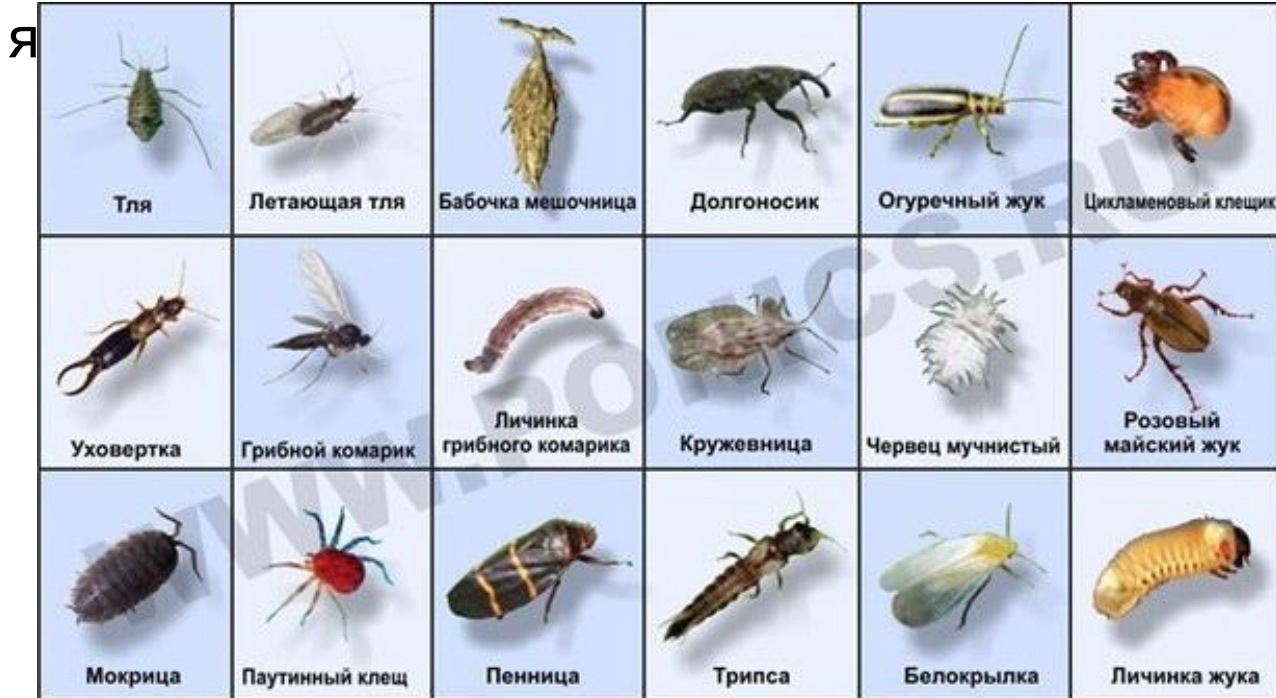 я
Тля
Летающая тля
Бабочка мешочница
Долгоносик
Огуречный жук
Цикламеновый клещик
Уховертка
Грибной комарик
Личинка
грибного комарика
Кружевница
Червец мучнистый
Розовый
майский жук
Мокрица
Паутинный клещ
Пенница
Трипса
Белокрылка
Личинка жука
WWW.PONICS.RU